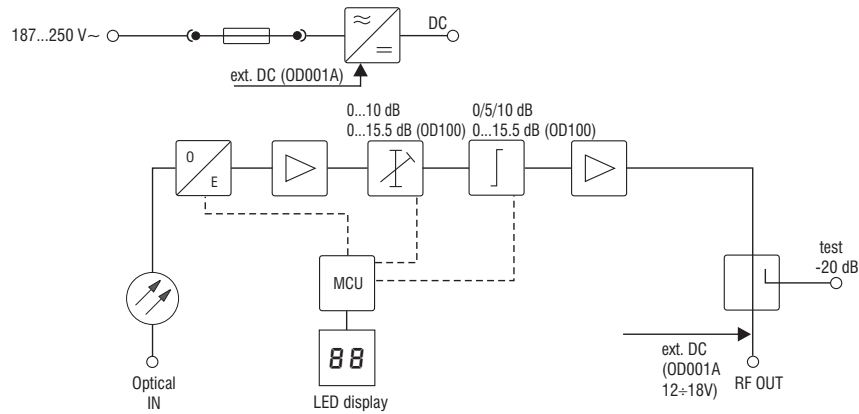 187...250 V~
DC
ext. DC (OD001A)
0...10 dB
0...15.5 dB (OD100)
0/5/10 dB
0...15.5 dB (OD100)
O
E
MCU
88
LED display
Optical
IN
test
-20 dB
ext. DC
(OD001A
12÷18V)
RF OUT